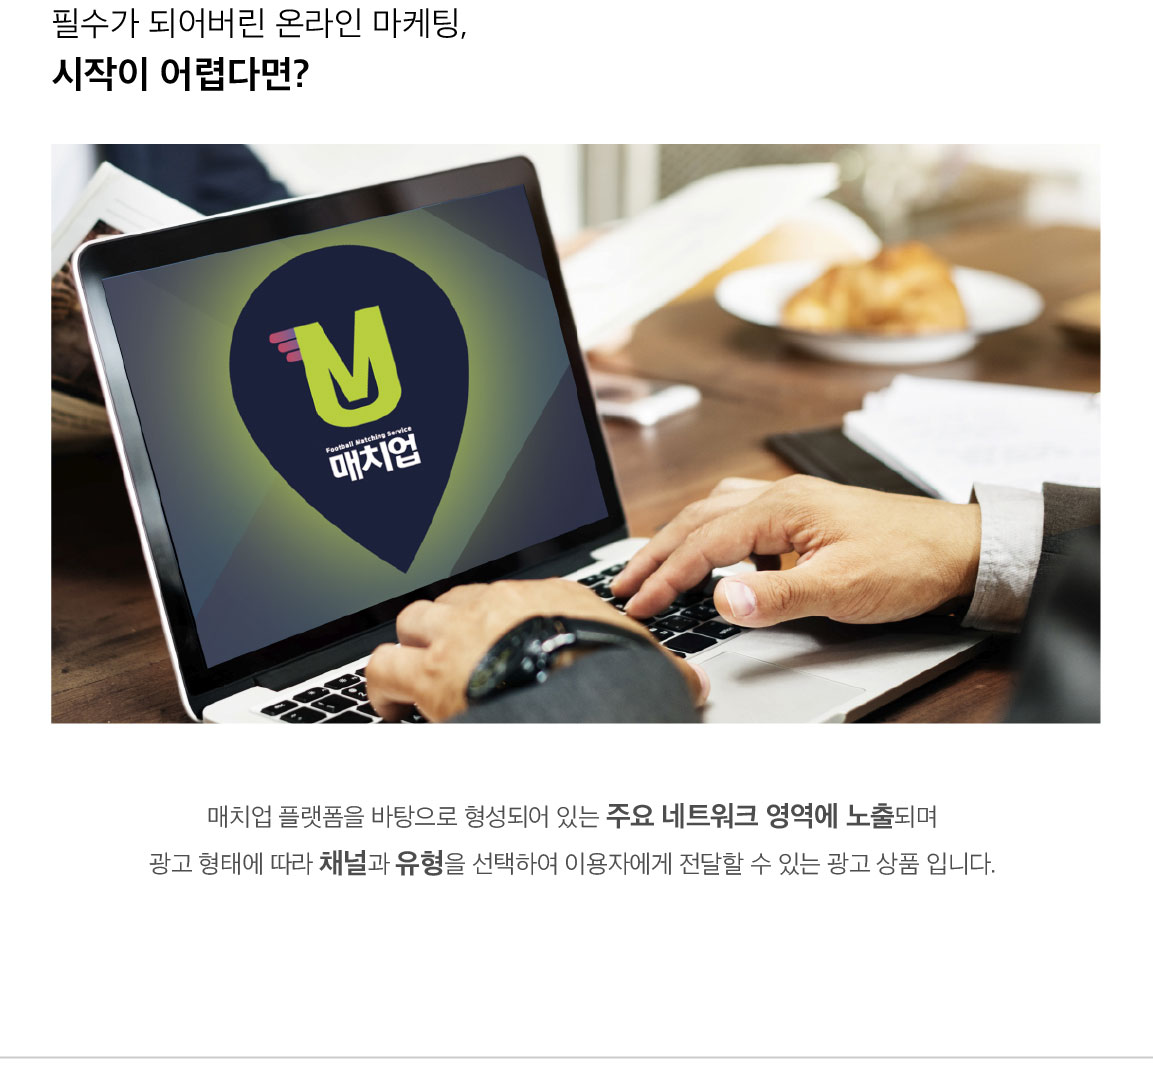 필수가 되어버린 온라인 마케팅,
시작이 어렵다면?
Football Matching Service
매치업
매치업 플랫폼을 바탕으로 형성되어 있는 주요 네트워크 영역에 노출되며
광고 형태에 따라 채널과 유형을 선택하여 이용자에게 전달할 수 있는 광고 상품 입니다.